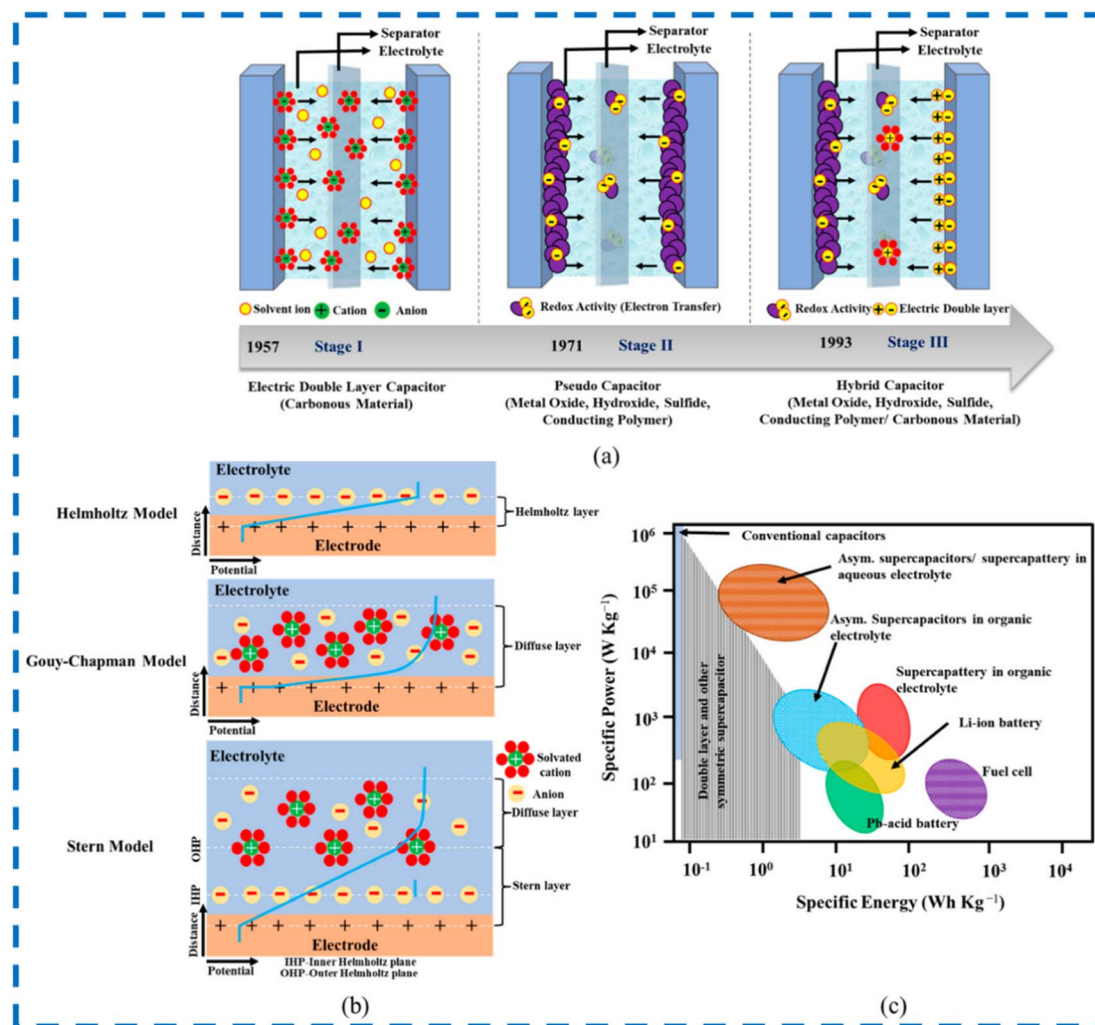 Separator
Electrolyte
Separator
Electrolyte
Separator
Electrolyte
Solvent ion
+ Cation
- Anion
Redox Activity (Electron Transfer)
Redox Activity
Electric Double layer
1957 Stage I
1971 Stage II
1993 Stage III
Electric Double Layer Capacitor
(Carbonous Material)
Pseudo Capacitor
(Metal Oxide, Hydroxide, Sulfide,
Conducting Polymer)
Hybrid Capacitor
(Metal Oxide, Hydroxide, Sulfide,
Conducting Polymer/ Carbonous Material)
(a)
Helmholtz Model
Electrolyte
Helmholtz layer
Distance
Electrode
Potential
Gouy-Chapman Model
Electrolyte
Diffuse layer
Distance
Potential
Stern Model
Electrolyte
Solvated
cation
Anion
Diffuse layer
OHP
Stern layer
IHP
Distance
Electrode
Potential
IHP-Inner Helmholtz plane
OHP-Outer Helmholtz plane
(b)
Specific Power (W Kg⁻¹)
10⁶
10⁵
10⁴
10³
10²
10¹
Conventional capacitors
Asym. supercapacitors/ supercapattery in
aqueous electrolyte
Asym. Supercapacitors in organic
electrolyte
Supercapattery in organic
electrolyte
Li-ion battery
Fuel cell
Pb-acid battery
Double layer and other
symmetric supercapacitor
10⁻¹ 10⁰ 10¹ 10² 10³ 10⁴
Specific Energy (Wh Kg⁻¹)
(c)